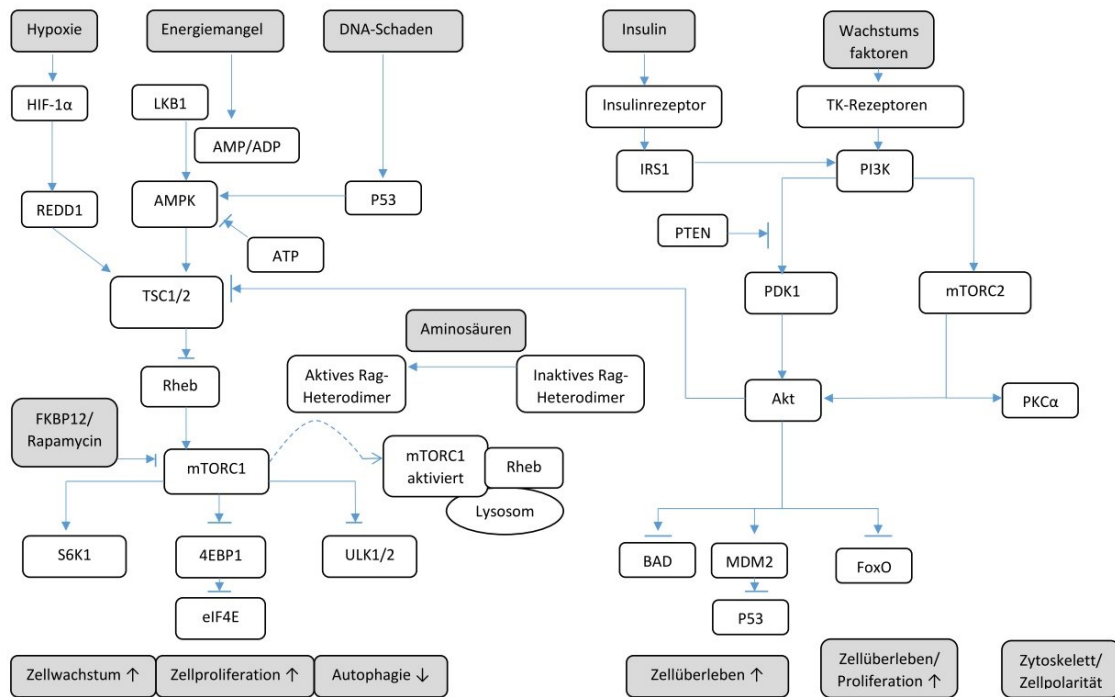 Hypoxie
Energiemangel
DNA-Schaden
Insulin
Wachstums
faktoren
HIF-1α
LKB1
AMP/ADP
Insulinrezeptor
TK-Rezeptoren
REDD1
AMPK
P53
IRS1
PI3K
ATP
PTEN
TSC1/2
PDK1
mTORC2
Aminosäuren
Rheb
Aktives Rag-
Heterodimer
Inaktives Rag-
Heterodimer
Akt
PKCα
FKBP12/
Rapamycin
mTORC1
mTORC1
aktiviert
Rheb
Lysosom
S6K1
4EBP1
ULK1/2
BAD
MDM2
FoxO
eIF4E
P53
Zellwachstum ↑
Zellproliferation ↑
Autophagie ↓
Zellüberleben ↑
Zellüberleben/
Proliferation ↑
Zytoskelett/
Zellpolarität